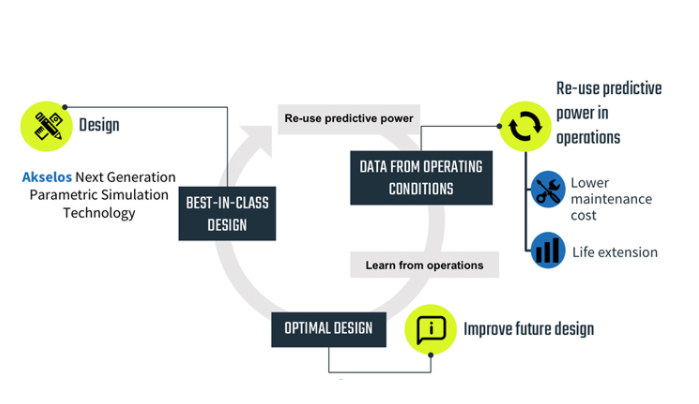 Design
Akselos Next Generation
Parametric Simulation
Technology
BEST-IN-CLASS
DESIGN
Re-use predictive power
DATA FROM OPERATING
CONDITIONS
Re-use predictive
power in
operations
Lower
maintenance
cost
Life extension
Learn from operations
OPTIMAL DESIGN
Improve future design